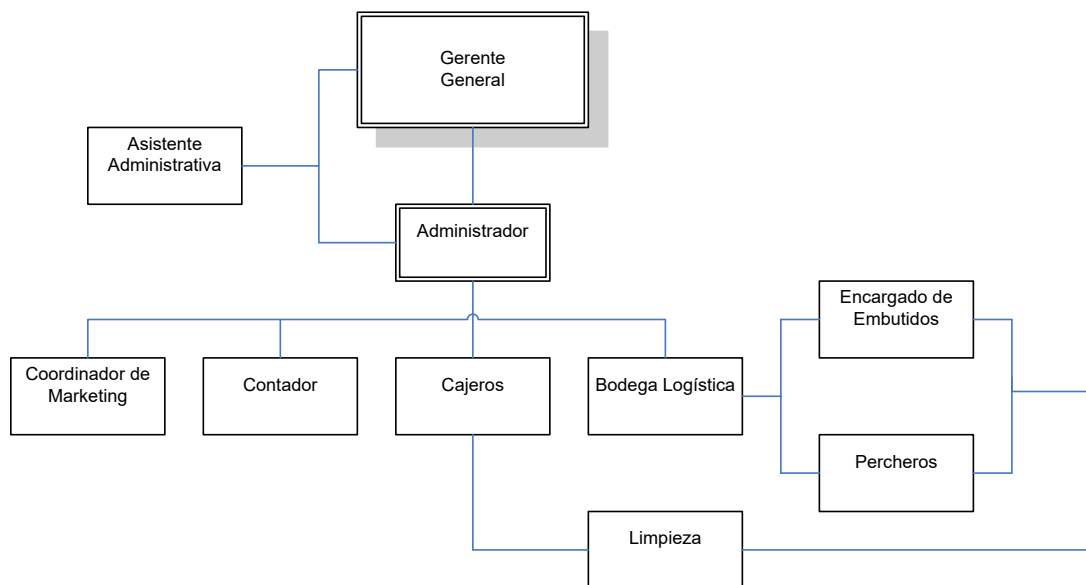 Gerente
General
Asistente
Administrativa
Administrador
Encargado de
Embutidos
Coordinador de
Marketing
Contador
Cajeros
Bodega Logística
Percheros
Limpieza